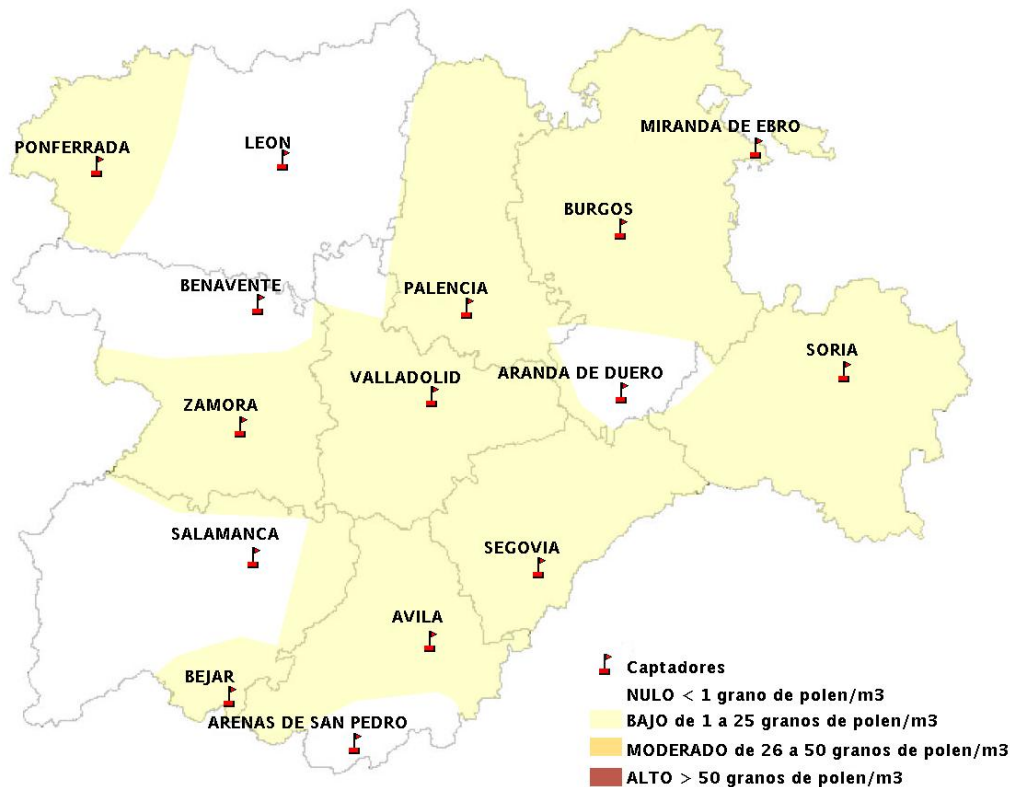 MIRANDA DE EBRO
PONFERRADA
LEON
BURGOS
BENAVENTE
PALENCIA
SORIA
VALLADOLID
ARANDA DE DUERO
ZAMORA
SALAMANCA
SEGOVIA
AVILA
BEJAR
ARENAS DE SAN PEDRO
Captadores
NULO < 1 grano de polen/m3
BAJO de 1 a 25 granos de polen/m3
MODERADO de 26 a 50 granos de polen/m3
ALTO > 50 granos de polen/m3